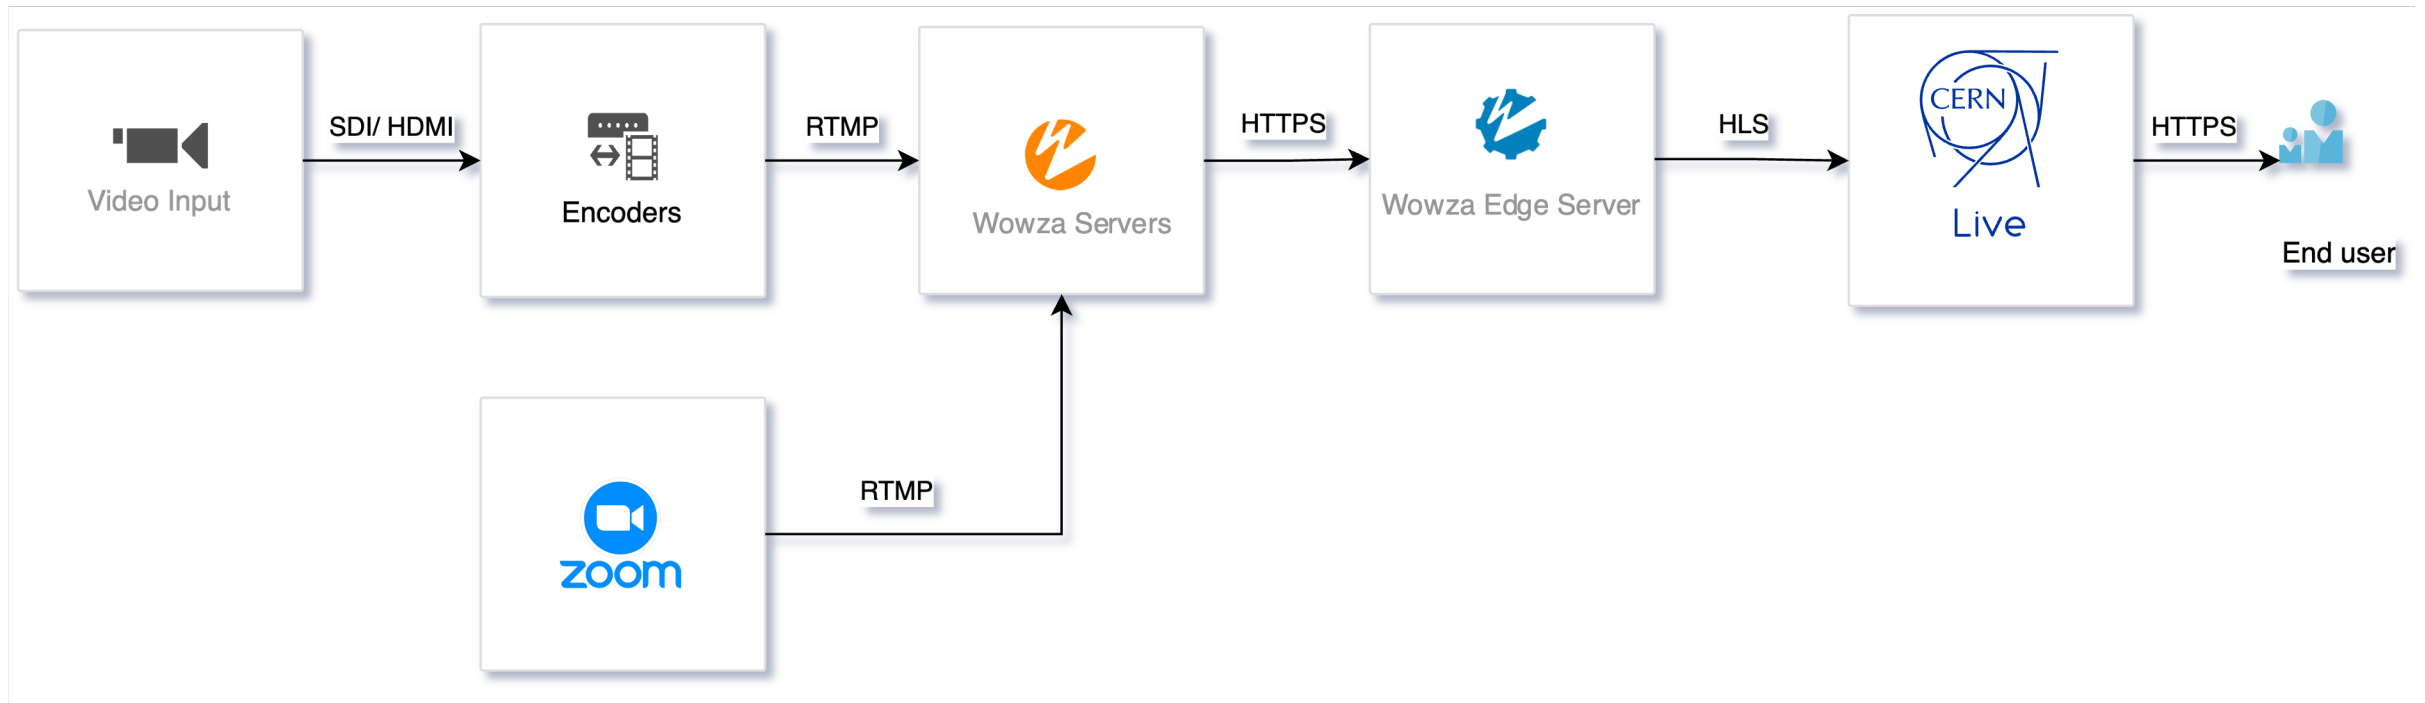 SDI/ HDMI
RTMP
HTTPS
HLS
HTTPS
Video Input
Encoders
Wowza Servers
Wowza Edge Server
CERN
Live
End user
RTMP
zoom